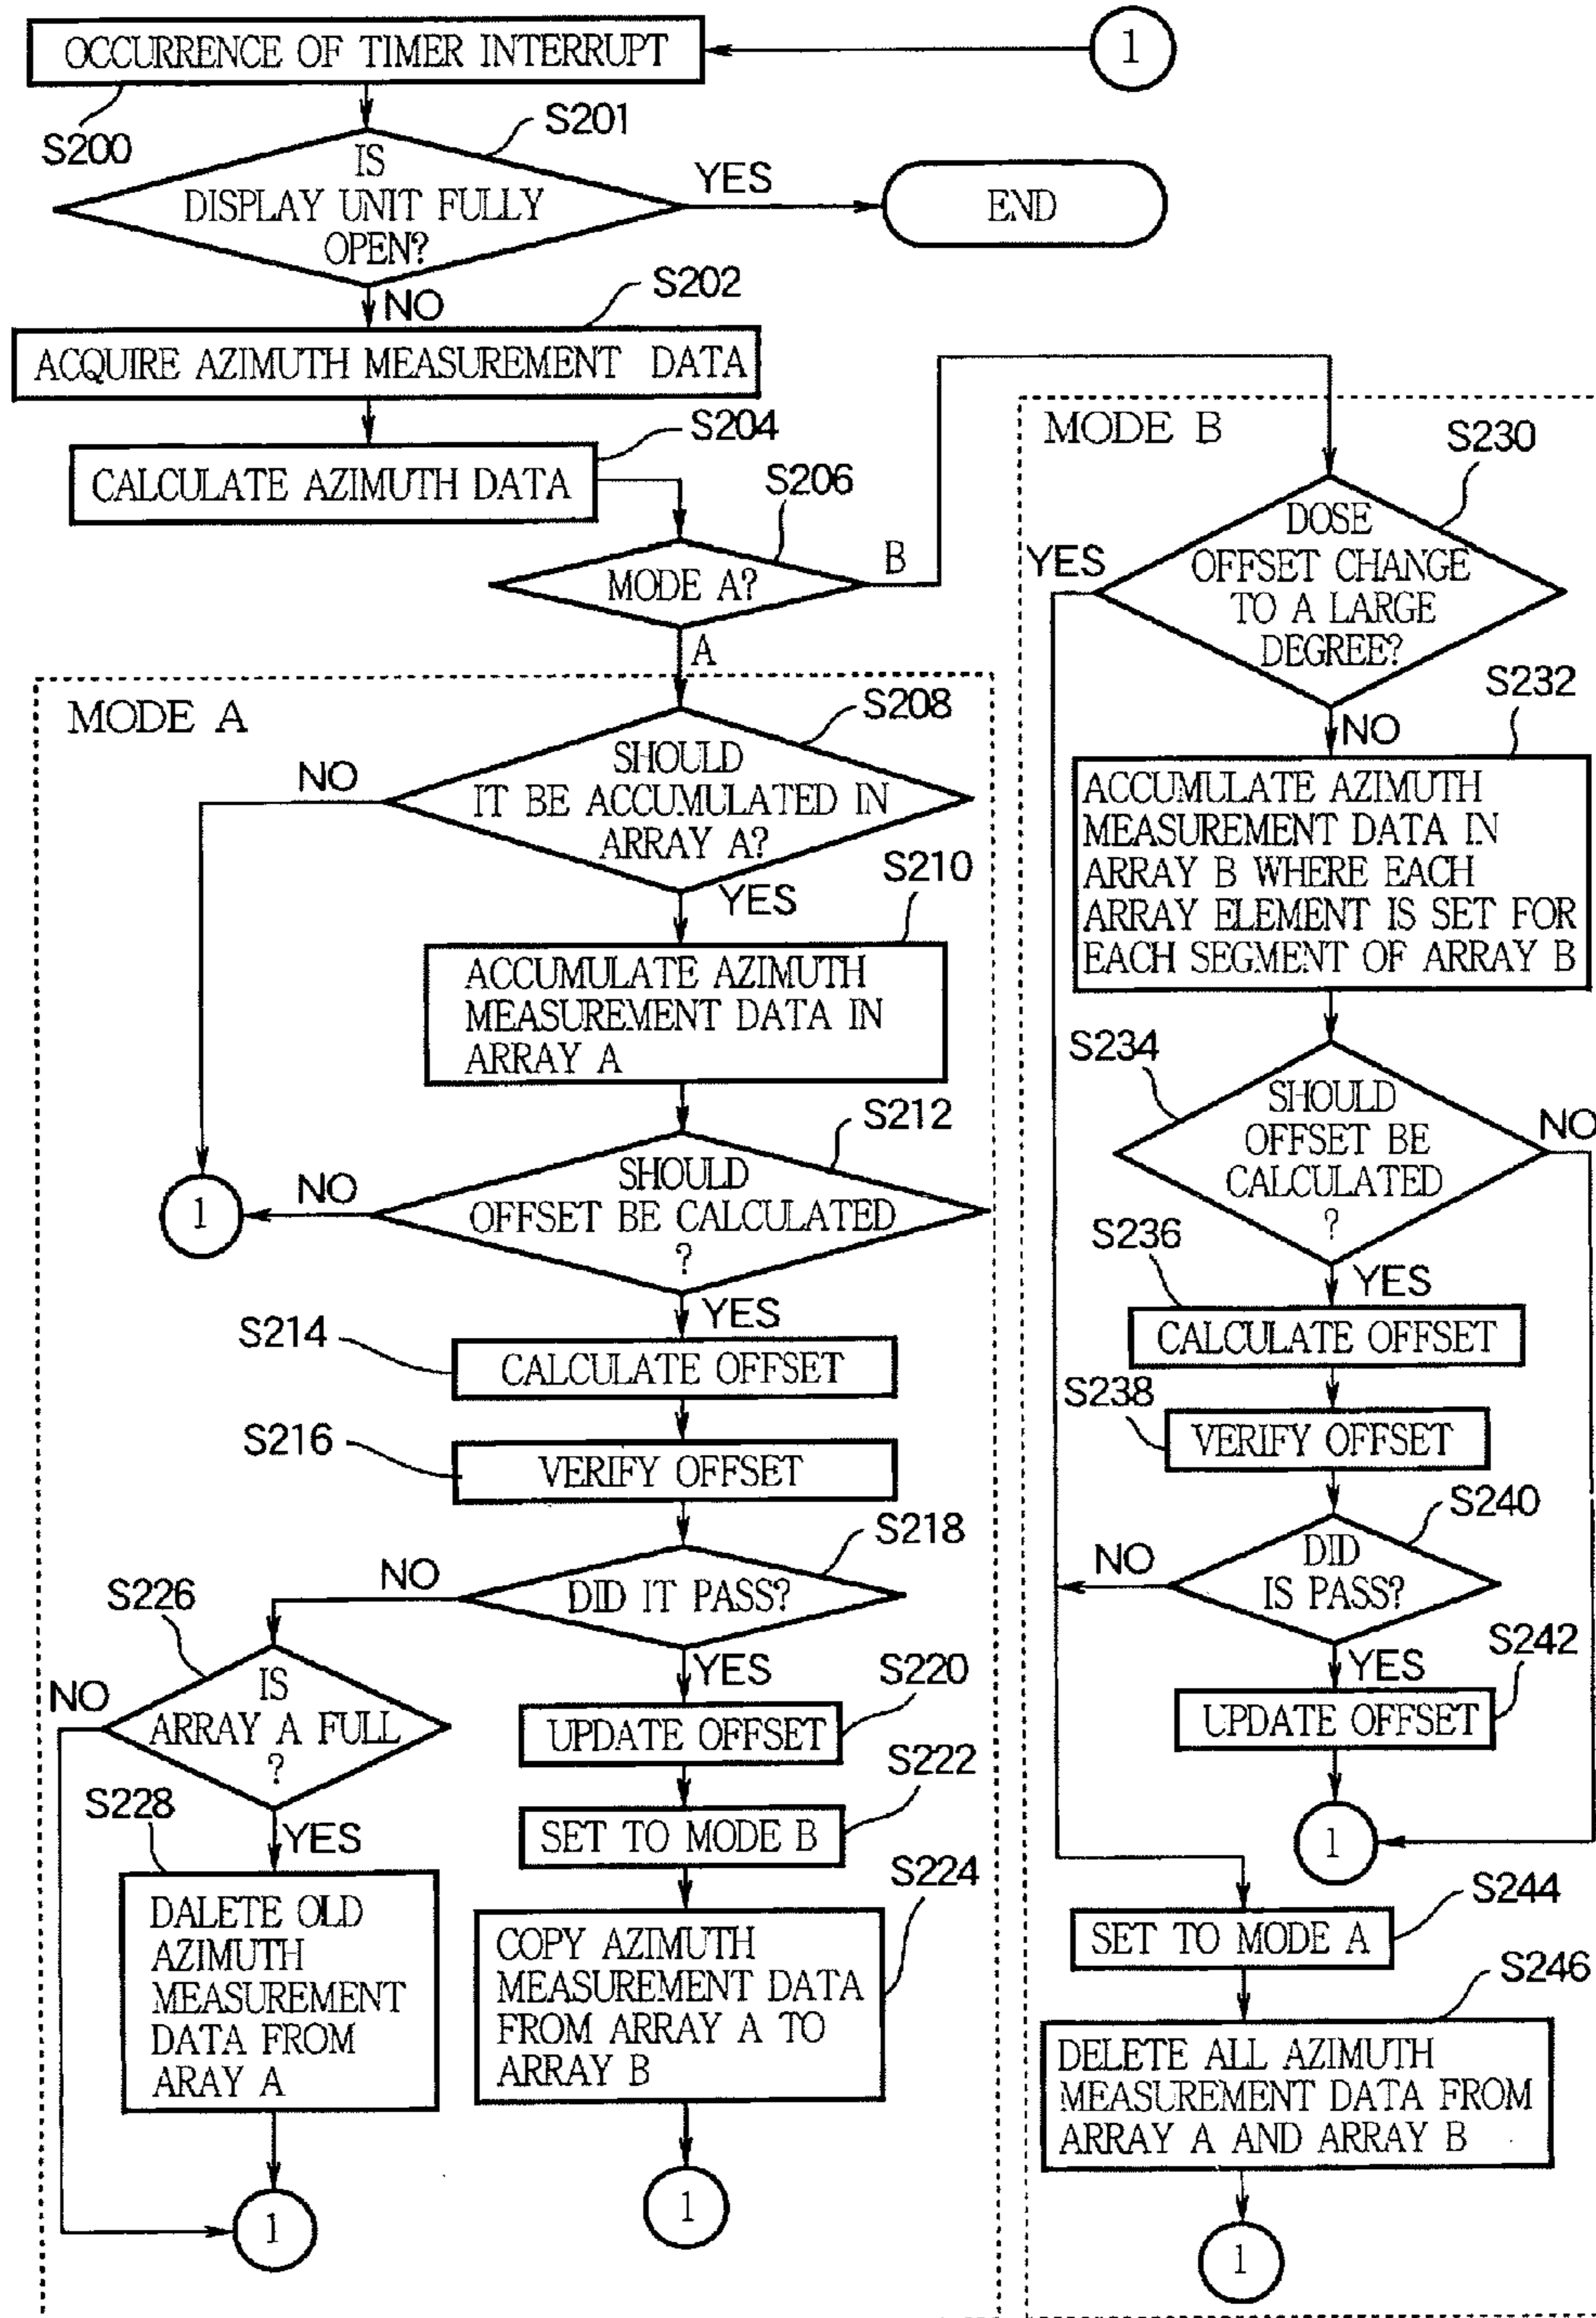 OCCURRENCE OF TIMER INTERRUPT
1
S200
S201
IS
DISPLAY UNIT FULLY
OPEN?
YES
END
NO
S202
ACQUIRE AZIMUTH MEASUREMENT DATA
S204
CALCULATE AZIMUTH DATA
S206
MODE A?
B
A
MODE A
S208
SHOULD
IT BE ACCUMULATED IN
ARRAY A?
NO
YES
S210
ACCUMULATE AZIMUTH
MEASUREMENT DATA IN
ARRAY A
S212
SHOULD
OFFSET BE CALCULATED
?
NO
1
YES
S214
CALCULATE OFFSET
S216
VERIFY OFFSET
S218
DID IT PASS?
NO
YES
S220
UPDATE OFFSET
S222
SET TO MODE B
S224
COPY AZIMUTH
MEASUREMENT DATA
FROM ARRAY A TO
ARRAY B
1
S226
IS
ARRAY A FULL
?
NO
YES
S228
DALETE OLD
AZIMUTH
MEASUREMENT
DATA FROM
ARAY A
1
MODE B
S230
DOSE
OFFSET CHANGE
TO A LARGE
DEGREE?
YES
NO
S232
ACCUMULATE AZIMUTH
MEASUREMENT DATA IN
ARRAY B WHERE EACH
ARRAY ELEMENT IS SET FOR
EACH SEGMENT OF ARRAY B
S234
SHOULD
OFFSET BE
CALCULATED
?
NO
YES
S236
CALCULATE OFFSET
S238
VERIFY OFFSET
S240
DID
IS PASS?
NO
YES
S242
UPDATE OFFSET
1
S244
SET TO MODE A
S246
DELETE ALL AZIMUTH
MEASUREMENT DATA FROM
ARRAY A AND ARRAY B
1